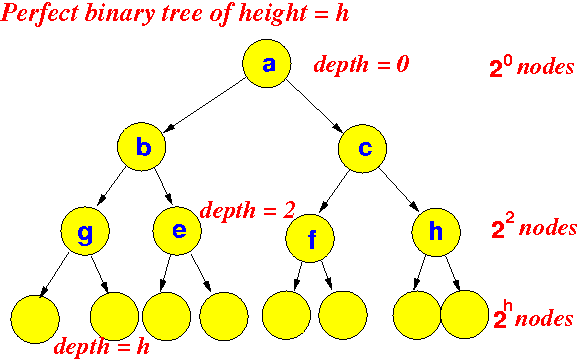 Perfect binary tree of height = h
a depth = 0 2^0 nodes
b c
depth = 2
g e f h 2^2 nodes
2^h nodes
depth = h